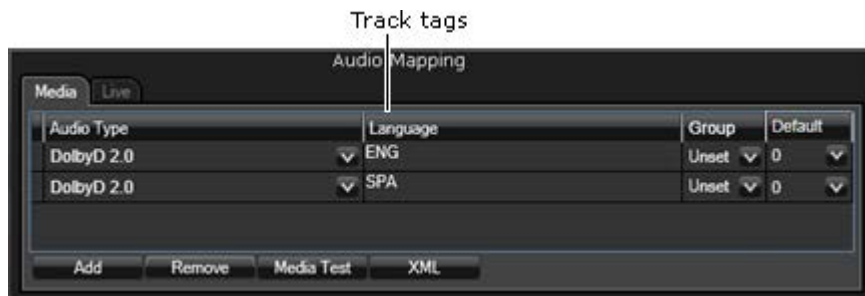 Track tags
Audio Mapping
Media Live
Audio Type Language Group Default
DolbyD 2.0 ENG Unset 0
DolbyD 2.0 SPA Unset 0
Add Remove Media Test XML